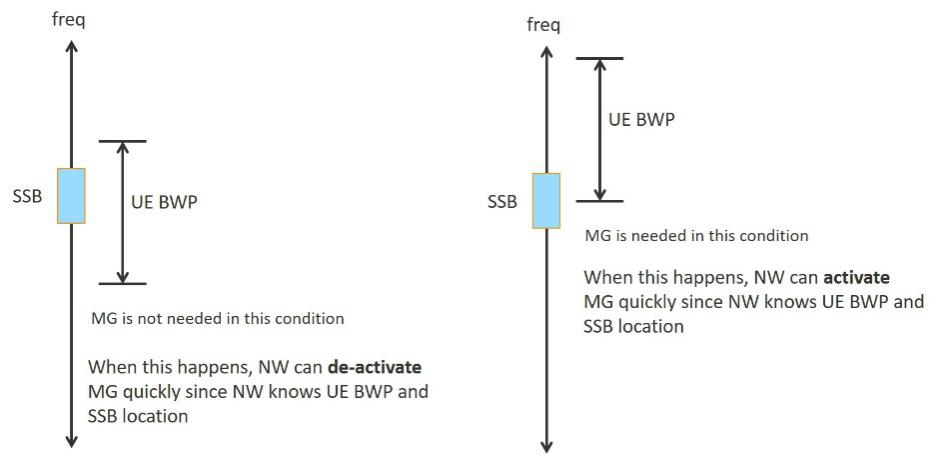 freq
SSB
UE BWP
MG is not needed in this condition
When this happens, NW can de-activate
MG quickly since NW knows UE BWP and
SSB location
freq
UE BWP
SSB
MG is needed in this condition
When this happens, NW can activate
MG quickly since NW knows UE BWP and
SSB location